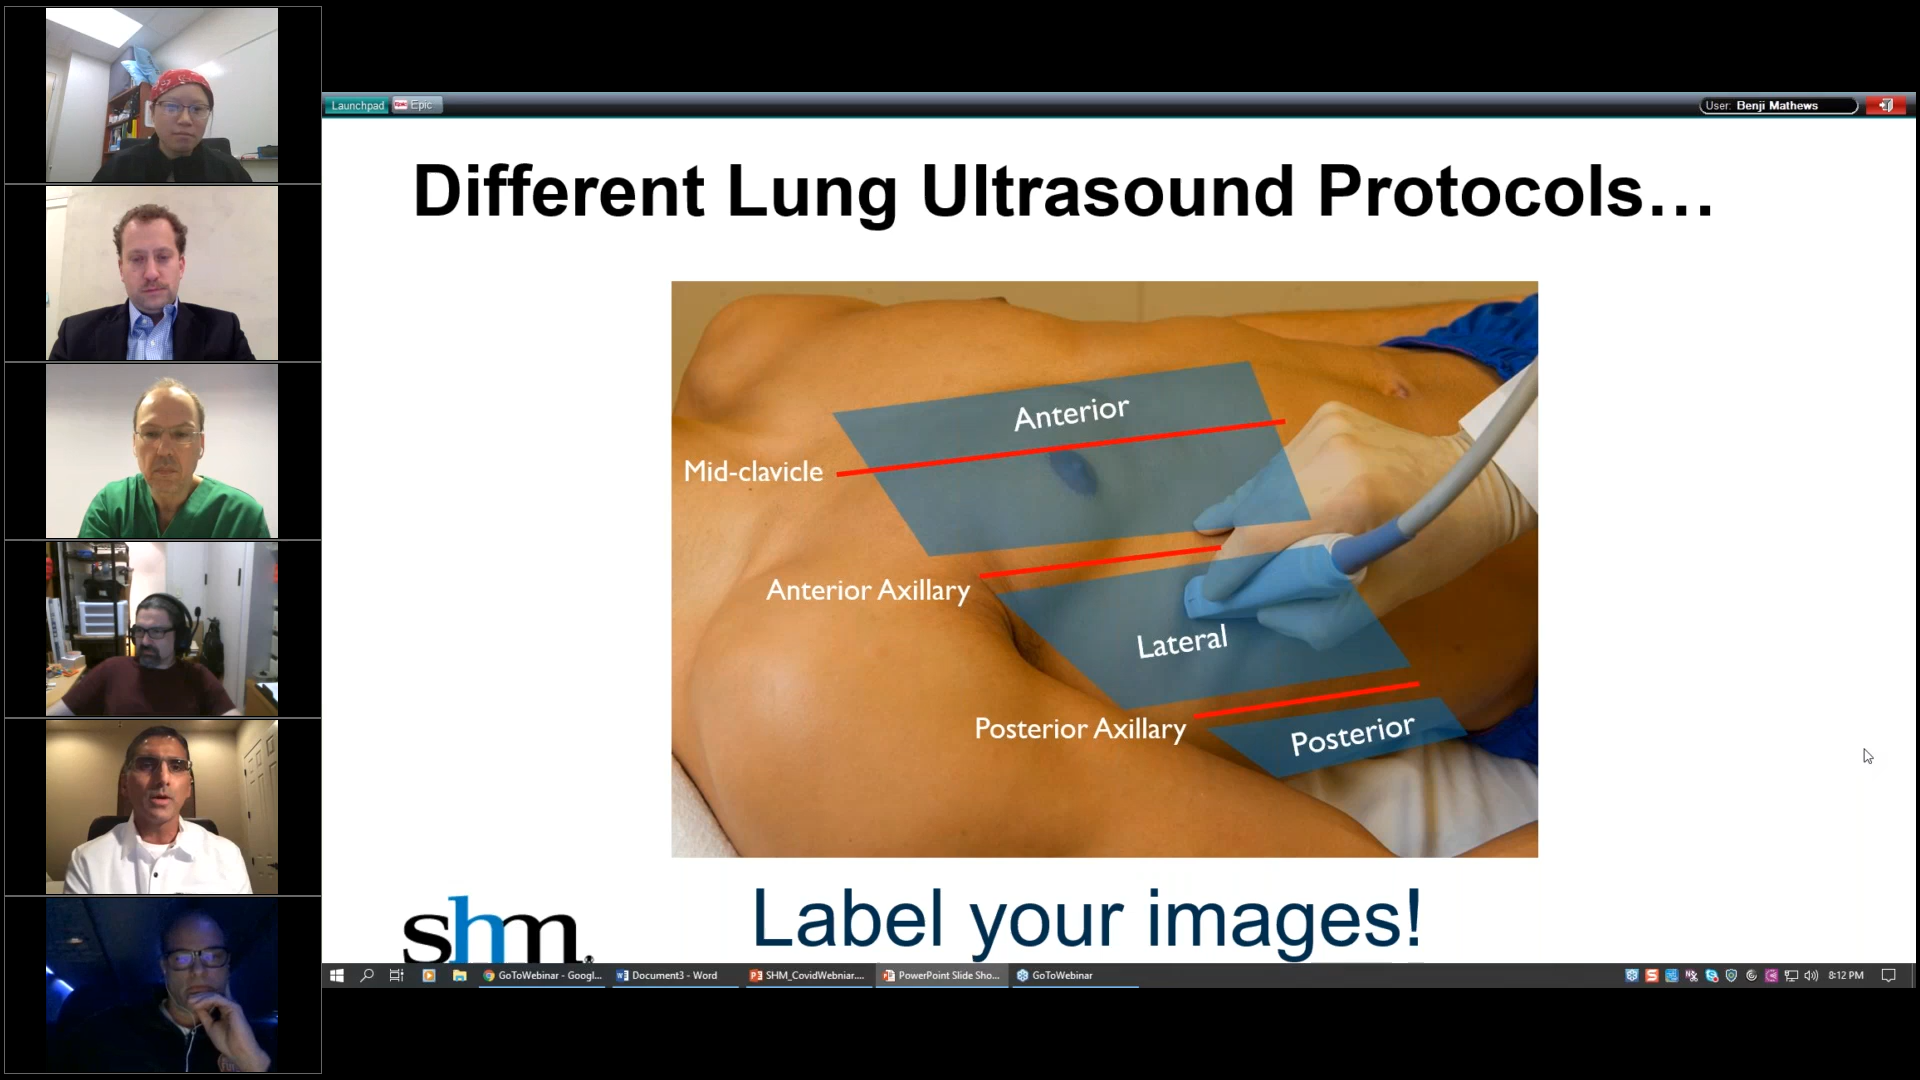 Launchpad
Epic
Epic
User: Benji Mathews
Different Lung Ultrasound Protocols…
Anterior
Mid-clavicle
Anterior Axillary
Lateral
Posterior Axillary
Posterior
shm
Label your images!
GoToWebinar - Googl...
Document3 - Word
SHM_CovidWebniar....
PowerPoint Slide Sho...
GoToWebinar
8:12 PM